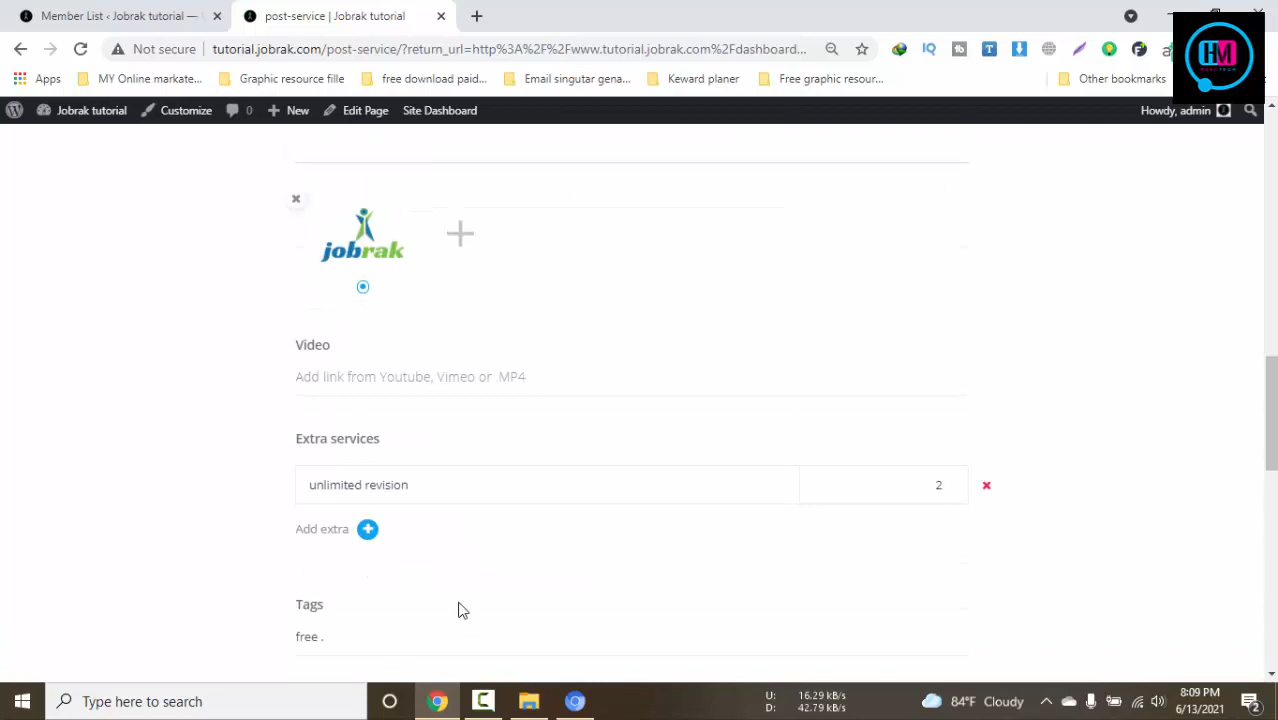 Member List ‹ Jobrak tutorial —
post-service | Jobrak tutorial
Not secure
tutorial.jobrak.com/post-service/?return_url=http%3A%2F%2Fwww.tutorial.jobrak.com%2Fdashboard...
Apps
MY Online markate...
Graphic resource fille
free download paid...
Email singutar gena...
Keward planer
Free graphic resour...
Other bookmarks
HM
Jobrak tutorial
Customize
0
New
Edit Page
Site Dashboard
Howdy, admin
jobrak
Video
Add link from Youtube, Vimeo or .MP4
Extra services
unlimited revision
2
Add extra
Tags
free .
Type here to search
U: 16.29 kB/s
D: 42.79 kB/s
84°F Cloudy
8:09 PM
6/13/2021
2